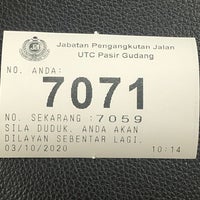 Jabatan Pengangkutan Jalan
UTC Pasir Gudang
NO. ANDA:
7071
NO. SEKARANG :7059
SILA DUDUK. ANDA AKAN
DILAYAN SEBENTAR LAGI.
03/10/2020 10:14